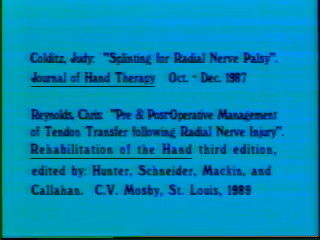 Colditz, Judy: "Splinting for Radial Nerve Palsy".
Journal of Hand Therapy Oct. - Dec. 1987
Reynolds, Chris: "Pre & Post-Operative Management
of Tendon Transfer following Radial Nerve Injury".
Rehabilitation of the Hand third edition,
edited by: Hunter, Schneider, Mackin, and
Callahan. C.V. Mosby, St. Louis, 1989